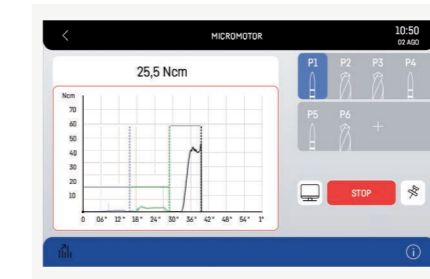 MICROMOTOR
10:50
02 AGO
25,5 Ncm
P1 P2 P3 P4
P5 P6
Ncm
70
60
50
40
30
20
10
0 06" 12" 18" 24" 30" 36" 42" 48" 54" 1'
STOP